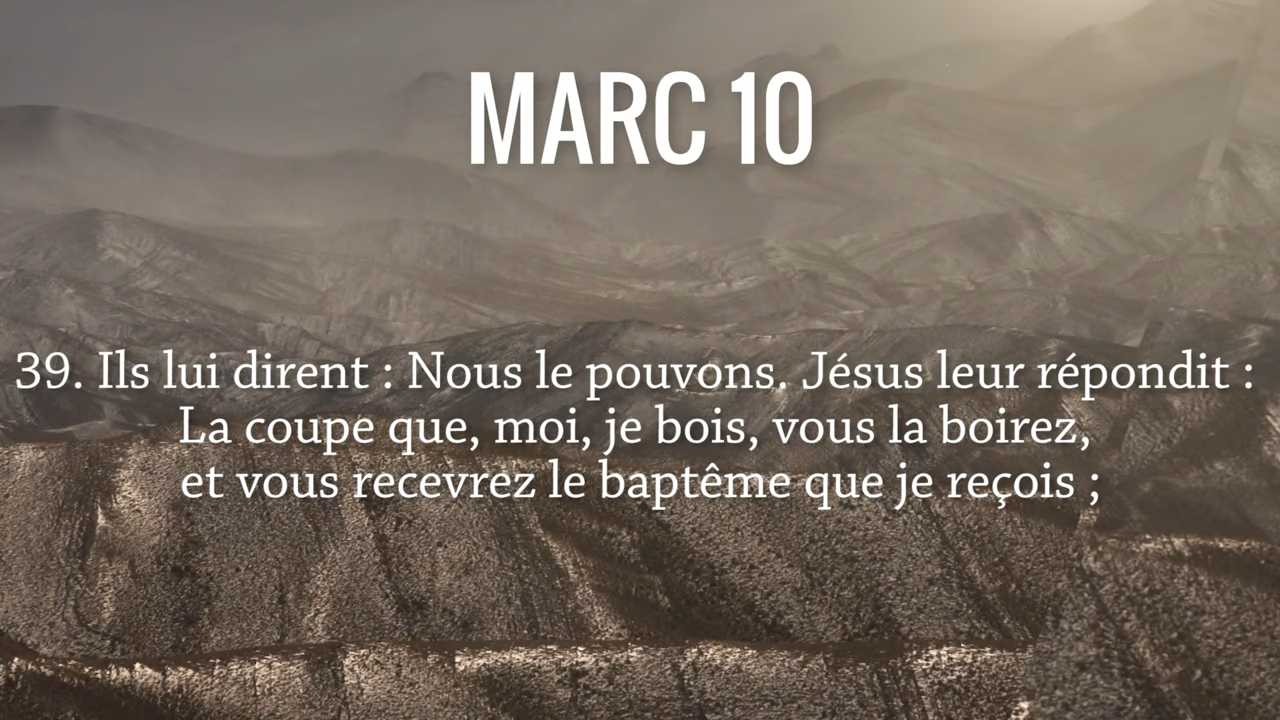 MARC 10
39. Ils lui dirent : Nous le pouvons. Jésus leur répondit :
La coupe que, moi, je bois, vous la boirez,
et vous recevrez le baptême que je reçois ;